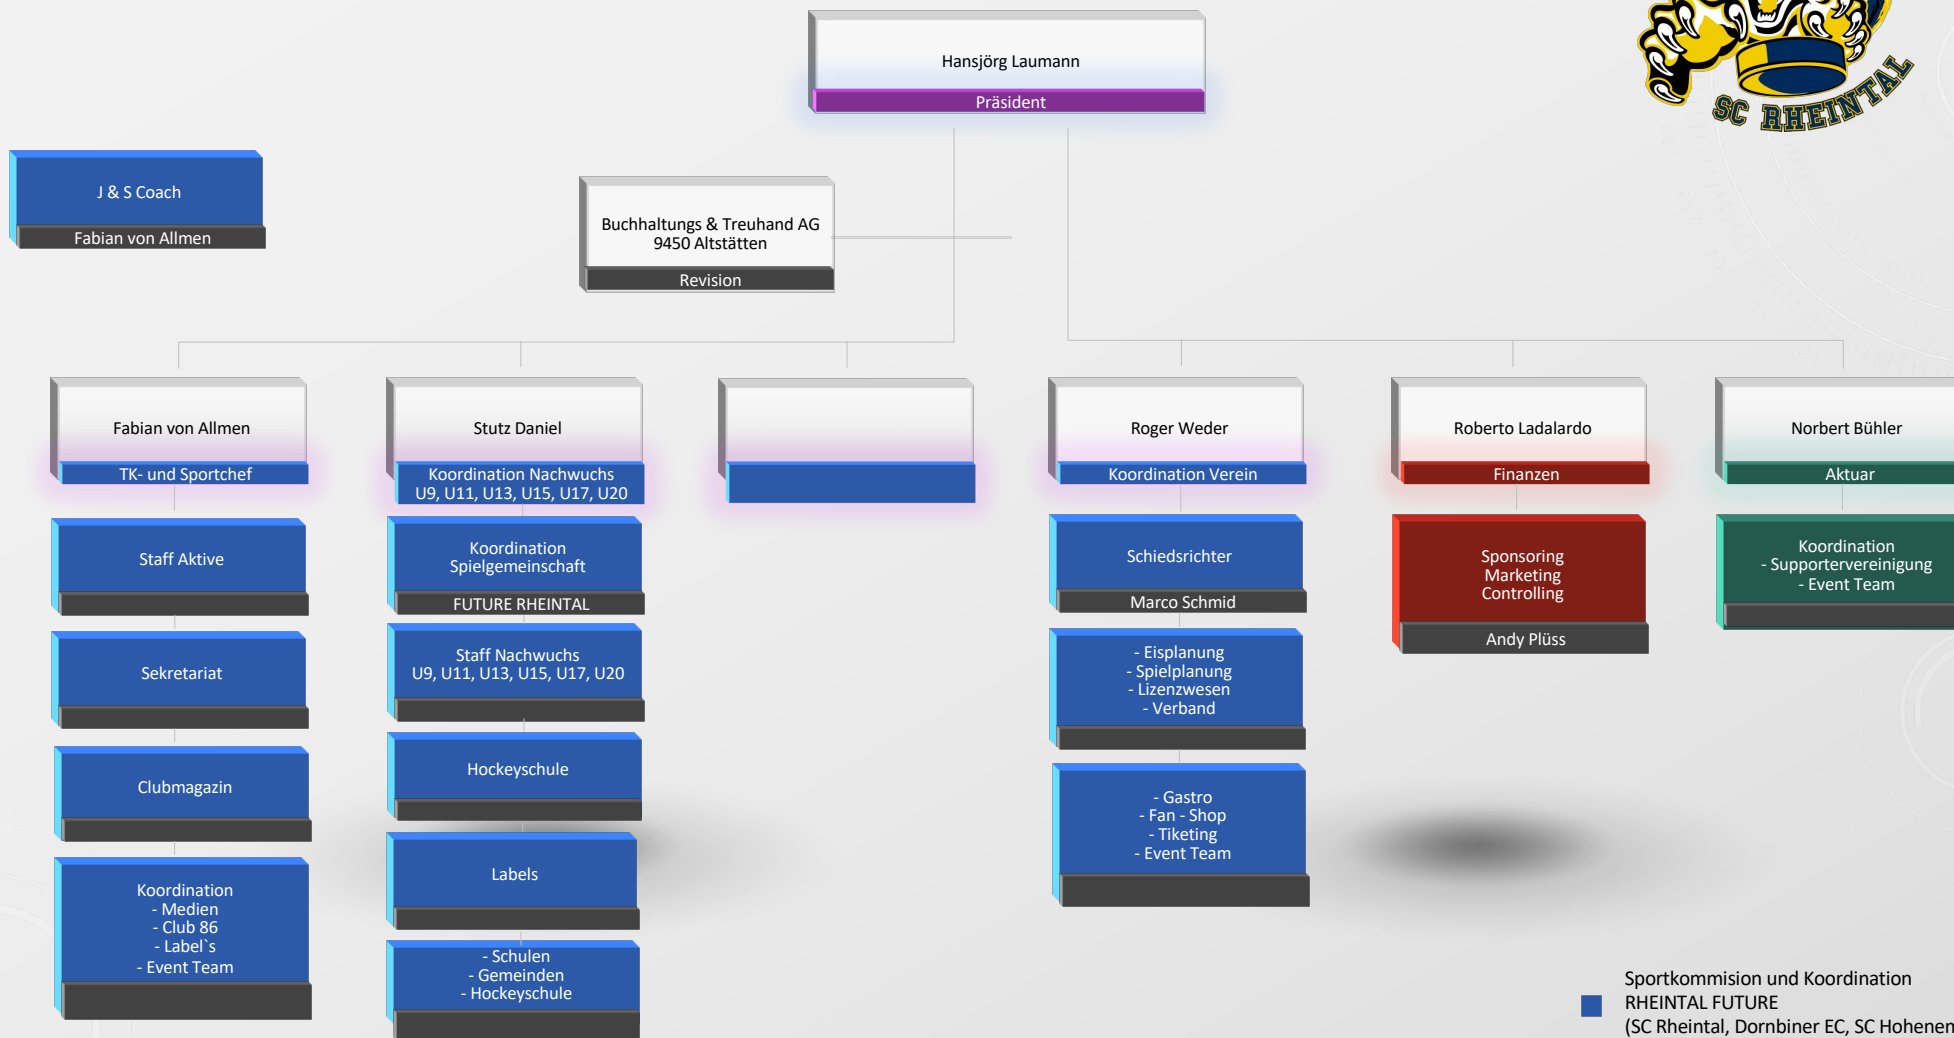 Hansjörg Laumann
Präsident
SC RHEINTAL
J & S Coach
Fabian von Allmen
Buchhaltungs & Treuhand AG
9450 Altstätten
Revision
Fabian von Allmen
TK- und Sportchef
Staff Aktive
Sekretariat
Clubmagazin
Koordination
- Medien
- Club 86
- Label`s
- Event Team
Stutz Daniel
Koordination Nachwuchs
U9, U11, U13, U15, U17, U20
Koordination
Spielgemeinschaft
FUTURE RHEINTAL
Staff Nachwuchs
U9, U11, U13, U15, U17, U20
Hockeyschule
Labels
- Schulen
- Gemeinden
- Hockeyschule
Roger Weder
Koordination Verein
Schiedsrichter
Marco Schmid
- Eisplanung
- Spielplanung
- Lizenzwesen
- Verband
- Gastro
- Fan - Shop
- Tiketing
- Event Team
Roberto Ladalardo
Finanzen
Sponsoring
Marketing
Controlling
Andy Plüss
Norbert Bühler
Aktuar
Koordination
- Supportervereinigung
- Event Team
Sportkommision und Koordination
RHEINTAL FUTURE
(SC Rheintal, Dornbiner EC, SC Hohenem